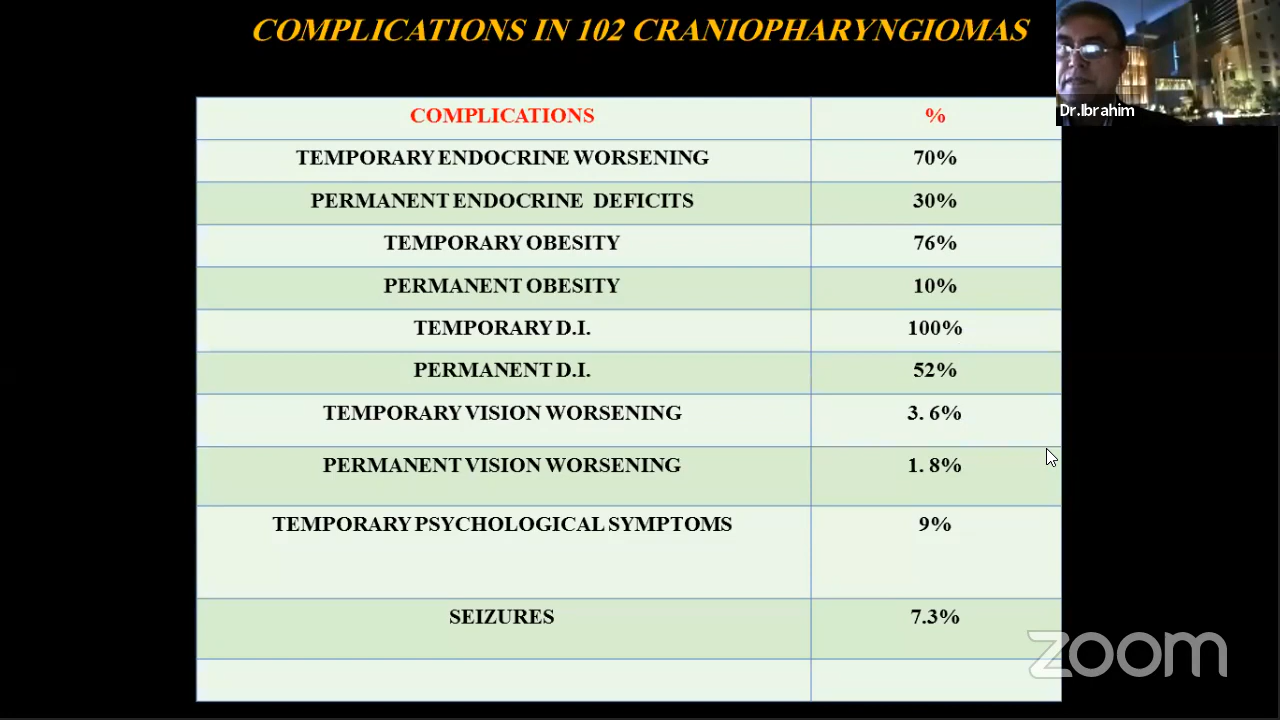 COMPLICATIONS IN 102 CRANIOPHARYNGIOMAS
Dr.Ibrahim
COMPLICATIONS %
TEMPORARY ENDOCRINE WORSENING 70%
PERMANENT ENDOCRINE DEFICITS 30%
TEMPORARY OBESITY 76%
PERMANENT OBESITY 10%
TEMPORARY D.I. 100%
PERMANENT D.I. 52%
TEMPORARY VISION WORSENING 3. 6%
PERMANENT VISION WORSENING 1. 8%
TEMPORARY PSYCHOLOGICAL SYMPTOMS 9%
SEIZURES 7.3%
zoom